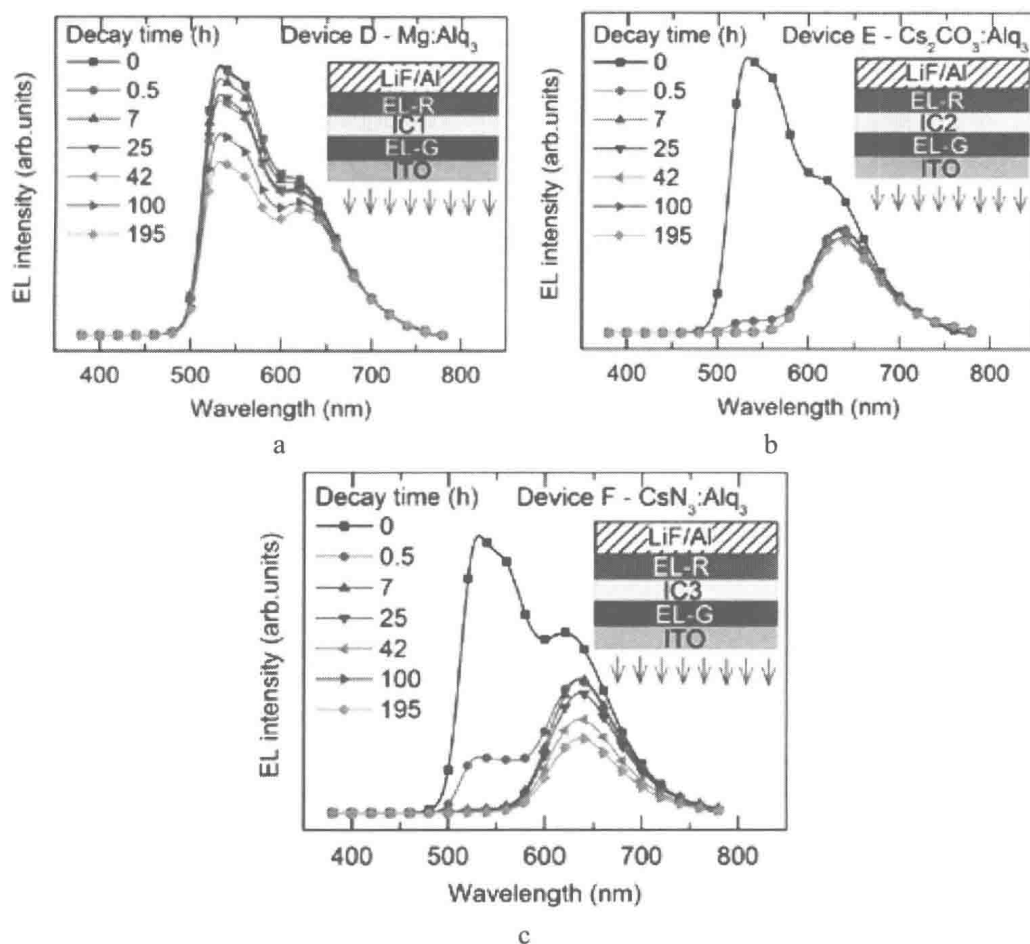 Decay time (h)
0
0.5
7
25
42
100
195
Device D - Mg:Alq₃
LiF/Al
EL-R
IC1
EL-G
ITO
EL intensity (arb.units)
400 500 600 700 800
Wavelength (nm)
a
Decay time (h)
0
0.5
7
25
42
100
195
Device E - Cs₂CO₃:Alq₃
LiF/Al
EL-R
IC2
EL-G
ITO
EL intensity (arb.units)
400 500 600 700 800
Wavelength (nm)
b
Decay time (h)
0
0.5
7
25
42
100
195
Device F - CsN₃:Alq₃
LiF/Al
EL-R
IC3
EL-G
ITO
EL intensity (arb.units)
400 500 600 700 800
Wavelength (nm)
c